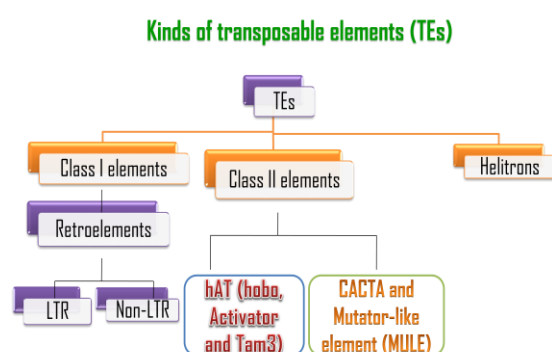 Kinds of transposable elements (TEs)
TEs
Class I elements
Class II elements
Helitrons
Retroelements
LTR
Non-LTR
hAT (hobo,
Activator
and Tam3)
CACTA and
Mutator-like
element (MULE)